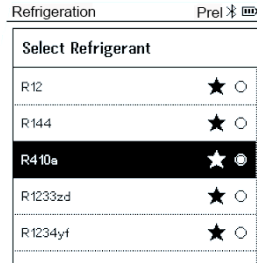 Refrigeration Prel
Select Refrigerant
R12
R144
R410a
R1233zd
R1234yf